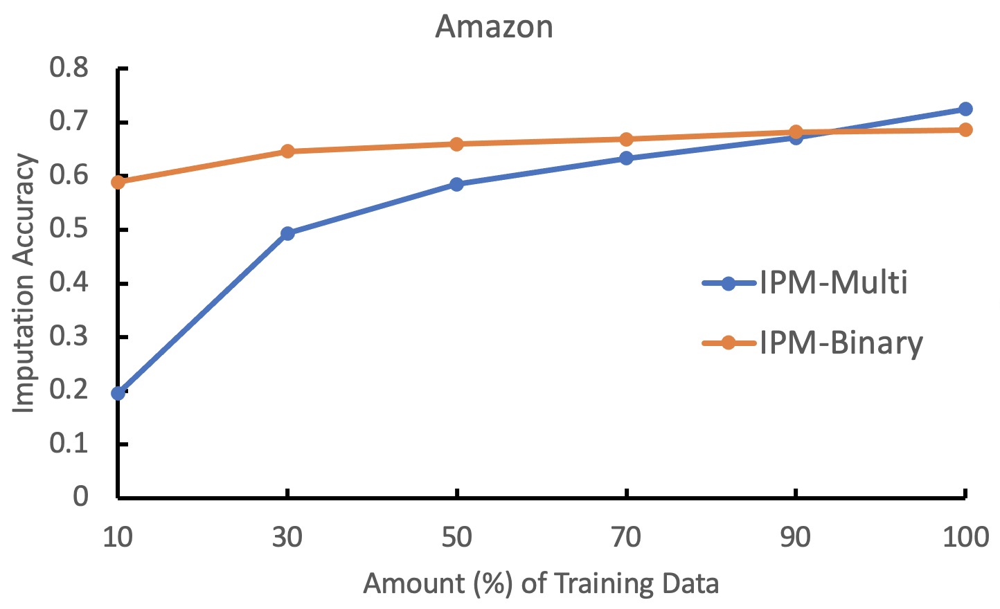 Amazon
0.8
0.7
0.6
0.5
0.4
0.3
0.2
0.1
0
Imputation Accuracy
IPM-Multi
IPM-Binary
10 30 50 70 90 100
Amount (%) of Training Data